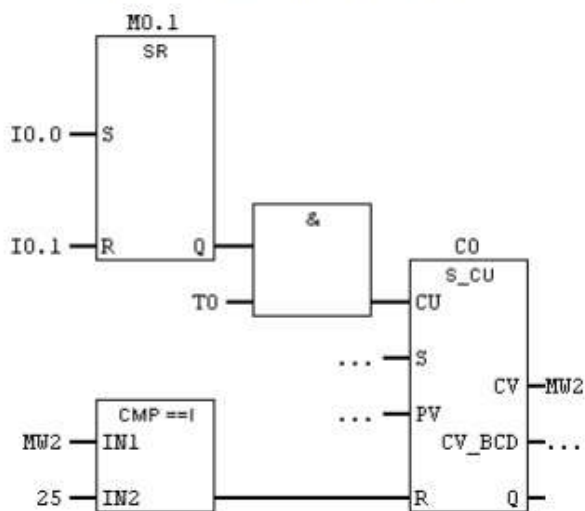 M0.1
SR
I0.0 S
I0.1 R Q
&
T0
C0
S_CU
CU
... S
CV MW2
... PV
CMP ==I
MW2 IN1
CV_BCD ...
25 IN2
R Q